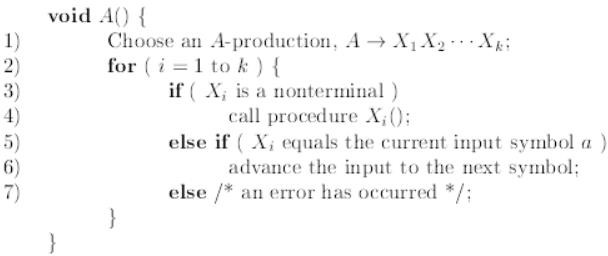 void A() {
1) Choose an A-production, A → X₁X₂ ⋯ Xₖ;
2) for ( i = 1 to k ) {
3) if ( Xᵢ is a nonterminal )
4) call procedure Xᵢ();
5) else if ( Xᵢ equals the current input symbol a )
6) advance the input to the next symbol;
7) else /* an error has occurred */;
}
}